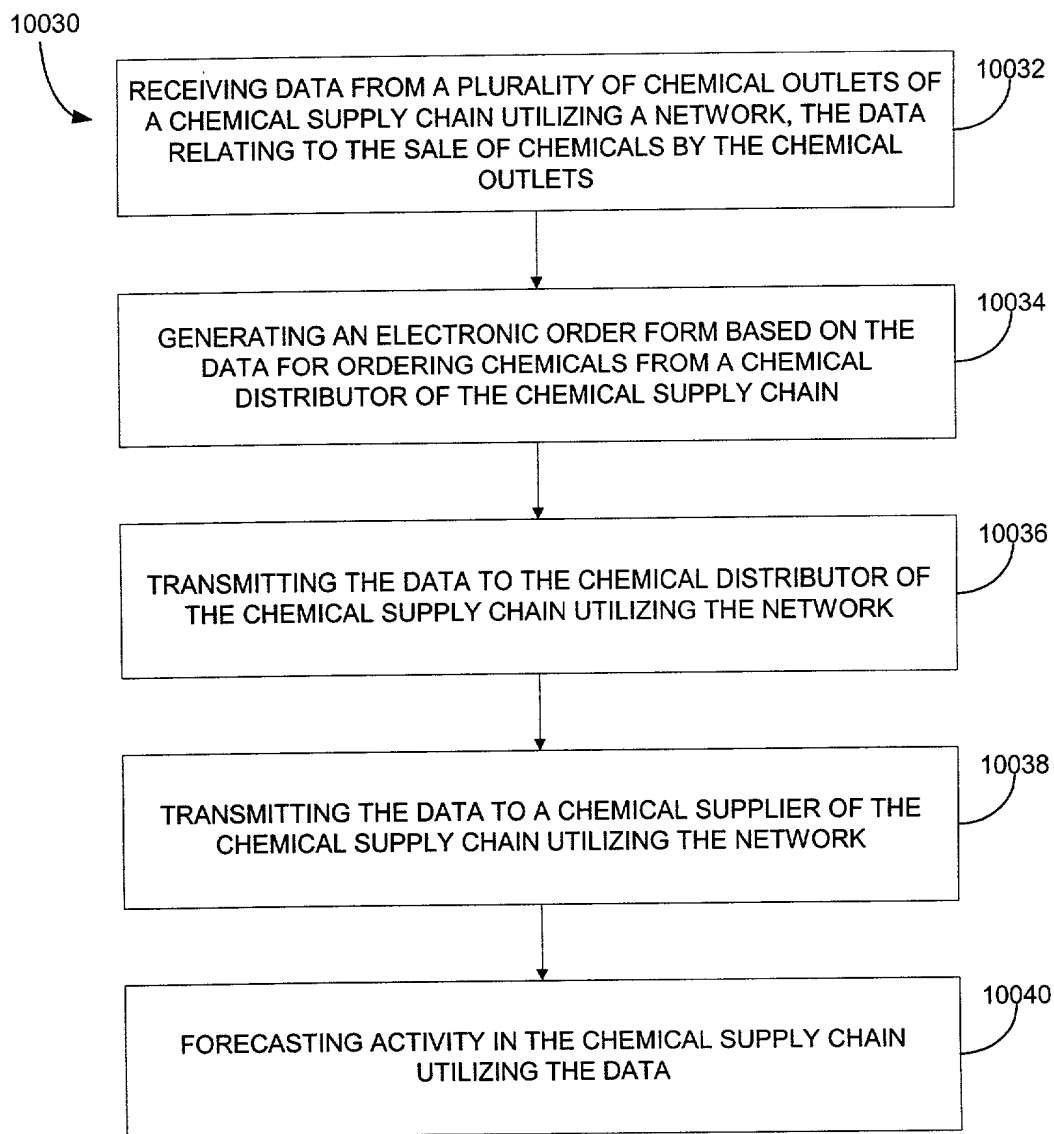 10030
RECEIVING DATA FROM A PLURALITY OF CHEMICAL OUTLETS OF
A CHEMICAL SUPPLY CHAIN UTILIZING A NETWORK, THE DATA
RELATING TO THE SALE OF CHEMICALS BY THE CHEMICAL
OUTLETS
10032
GENERATING AN ELECTRONIC ORDER FORM BASED ON THE
DATA FOR ORDERING CHEMICALS FROM A CHEMICAL
DISTRIBUTOR OF THE CHEMICAL SUPPLY CHAIN
10034
TRANSMITTING THE DATA TO THE CHEMICAL DISTRIBUTOR OF
THE CHEMICAL SUPPLY CHAIN UTILIZING THE NETWORK
10036
TRANSMITTING THE DATA TO A CHEMICAL SUPPLIER OF THE
CHEMICAL SUPPLY CHAIN UTILIZING THE NETWORK
10038
FORECASTING ACTIVITY IN THE CHEMICAL SUPPLY CHAIN
UTILIZING THE DATA
10040